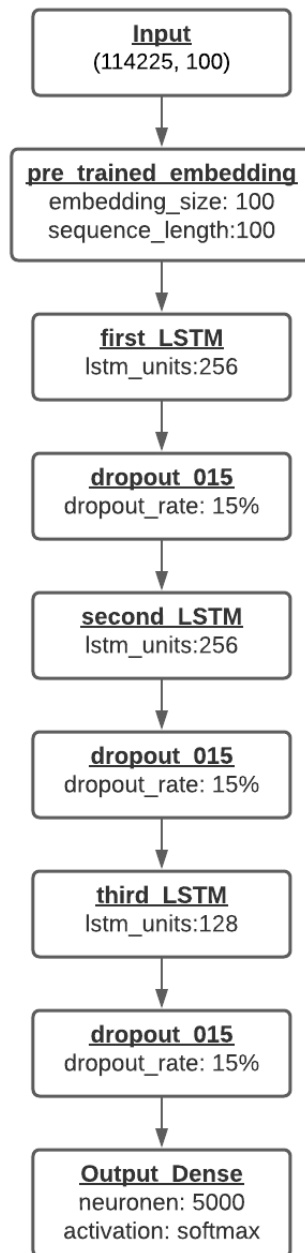 Input
(114225, 100)
pre_trained_embedding
embedding_size: 100
sequence_length:100
first_LSTM
lstm_units:256
dropout_015
dropout_rate: 15%
second_LSTM
lstm_units:256
dropout_015
dropout_rate: 15%
third_LSTM
lstm_units:128
dropout_015
dropout_rate: 15%
Output_Dense
neuronen: 5000
activation: softmax